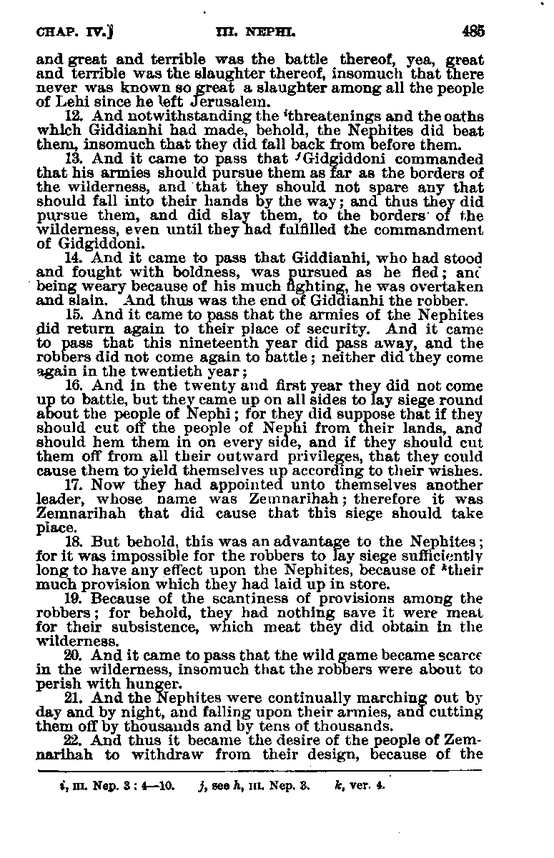 CHAP. IV.] III. NEPHI. 485
and great and terrible was the battle thereof, yea, great
and terrible was the slaughter thereof, insomuch that there
never was known so great a slaughter among all the people
of Lehi since he left Jerusalem.
12. And notwithstanding the ⁱthreatenings and the oaths
which Giddianhi had made, behold, the Nephites did beat
them, insomuch that they did fall back from before them.
13. And it came to pass that ʲGidgiddoni commanded
that his armies should pursue them as far as the borders of
the wilderness, and that they should not spare any that
should fall into their hands by the way; and thus they did
pursue them, and did slay them, to the borders of the
wilderness, even until they had fulfilled the commandment
of Gidgiddoni.
14. And it came to pass that Giddianhi, who had stood
and fought with boldness, was pursued as he fled; and
being weary because of his much fighting, he was overtaken
and slain. And thus was the end of Giddianhi the robber.
15. And it came to pass that the armies of the Nephites
did return again to their place of security. And it came
to pass that this nineteenth year did pass away, and the
robbers did not come again to battle; neither did they come
again in the twentieth year;
16. And in the twenty and first year they did not come
up to battle, but they came up on all sides to lay siege round
about the people of Nephi; for they did suppose that if they
should cut off the people of Nephi from their lands, and
should hem them in on every side, and if they should cut
them off from all their outward privileges, that they could
cause them to yield themselves up according to their wishes.
17. Now they had appointed unto themselves another
leader, whose name was Zemnarihah; therefore it was
Zemnarihah that did cause that this siege should take
place.
18. But behold, this was an advantage to the Nephites;
for it was impossible for the robbers to lay siege sufficiently
long to have any effect upon the Nephites, because of ᵏtheir
much provision which they had laid up in store.
19. Because of the scantiness of provisions among the
robbers; for behold, they had nothing save it were meat
for their subsistence, which meat they did obtain in the
wilderness.
20. And it came to pass that the wild game became scarce
in the wilderness, insomuch that the robbers were about to
perish with hunger.
21. And the Nephites were continually marching out by
day and by night, and falling upon their armies, and cutting
them off by thousands and by tens of thousands.
22. And thus it became the desire of the people of Zem-
narihah to withdraw from their design, because of the
i, III. Nep. 3 : 4—10. j, see h, III. Nep. 3. k, ver. 4.